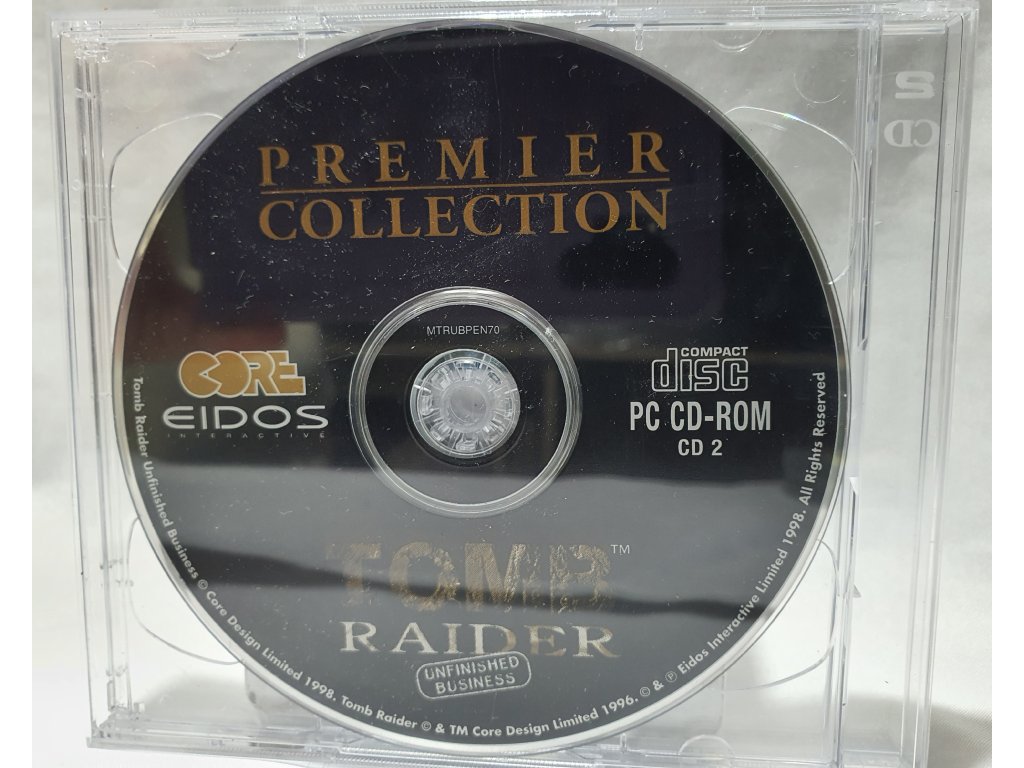 PREMIER
COLLECTION
MTRUBPEN70
CORE
EIDOS
INTERACTIVE
COMPACT
disc
PC CD-ROM
CD 2
TOMB™
RAIDER
UNFINISHED
BUSINESS
Tomb Raider Unfinished Business © Core Design Limited 1998. Tomb Raider © & TM Core Design Limited 1996. © & ℗ Eidos Interactive Limited 1998. All Rights Reserved
2
CD